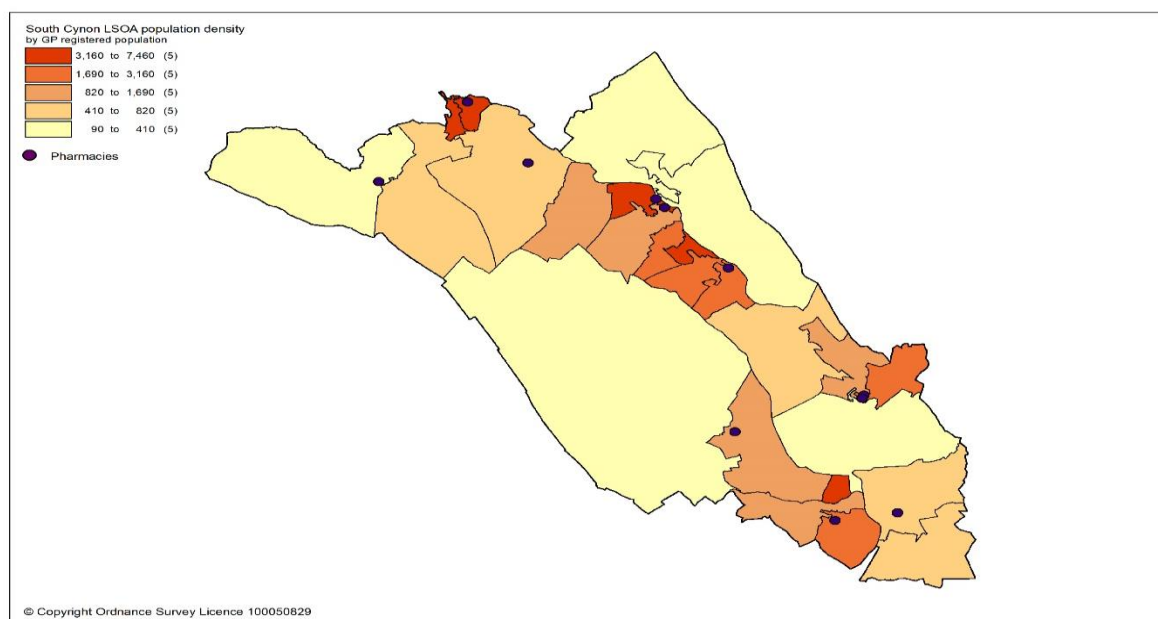 South Cynon LSOA population density
by GP registered population
3,160 to 7,460 (5)
1,690 to 3,160 (5)
820 to 1,690 (5)
410 to 820 (5)
90 to 410 (5)
Pharmacies
© Copyright Ordnance Survey Licence 100050829